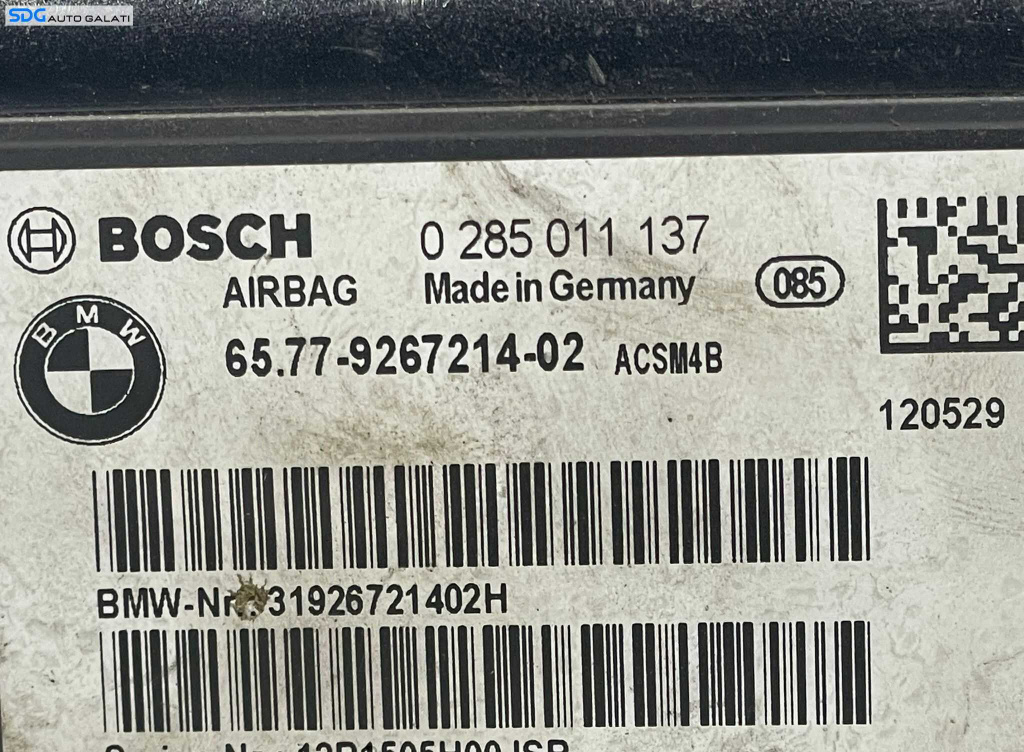 SDG AUTO GALATI
BOSCH 0 285 011 137
AIRBAG Made in Germany 085
BMW
65.77-9267214-02 ACSM4B
120529
BMW-Nr.: 31926721402H